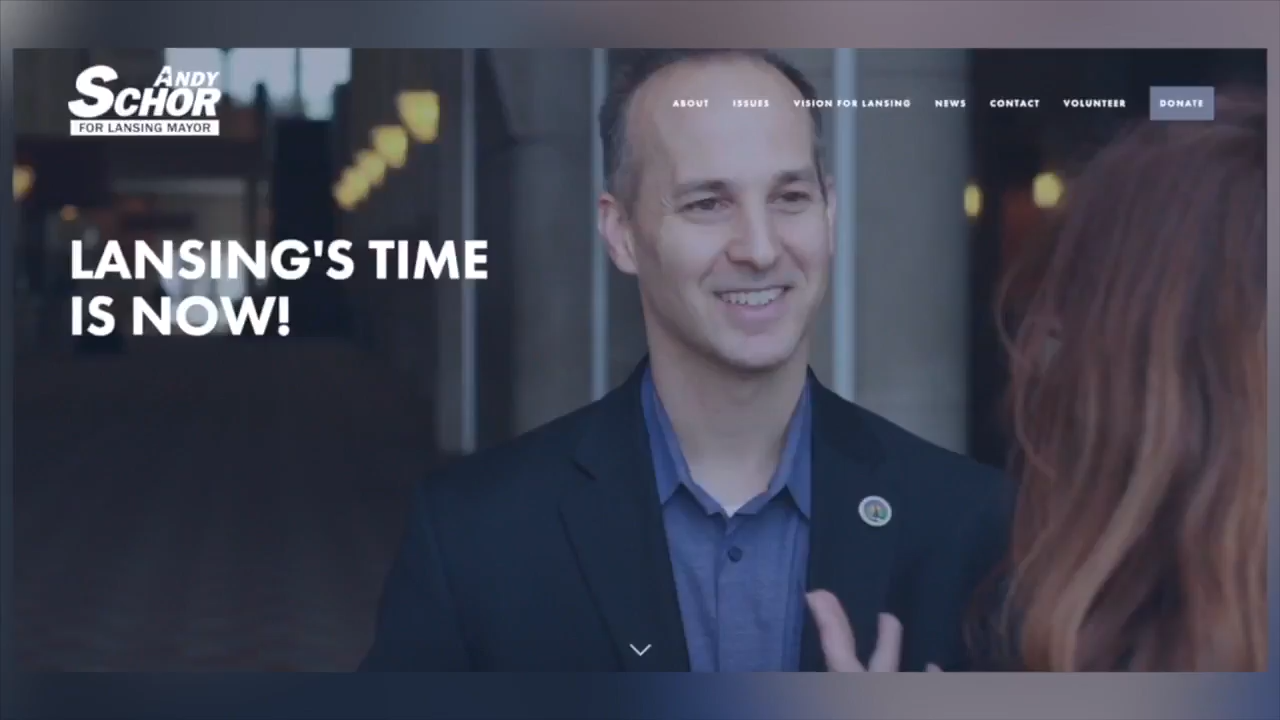 ANDY
SCHOR
FOR LANSING MAYOR
ABOUT ISSUES VISION FOR LANSING NEWS CONTACT VOLUNTEER DONATE
LANSING'S TIME
IS NOW!